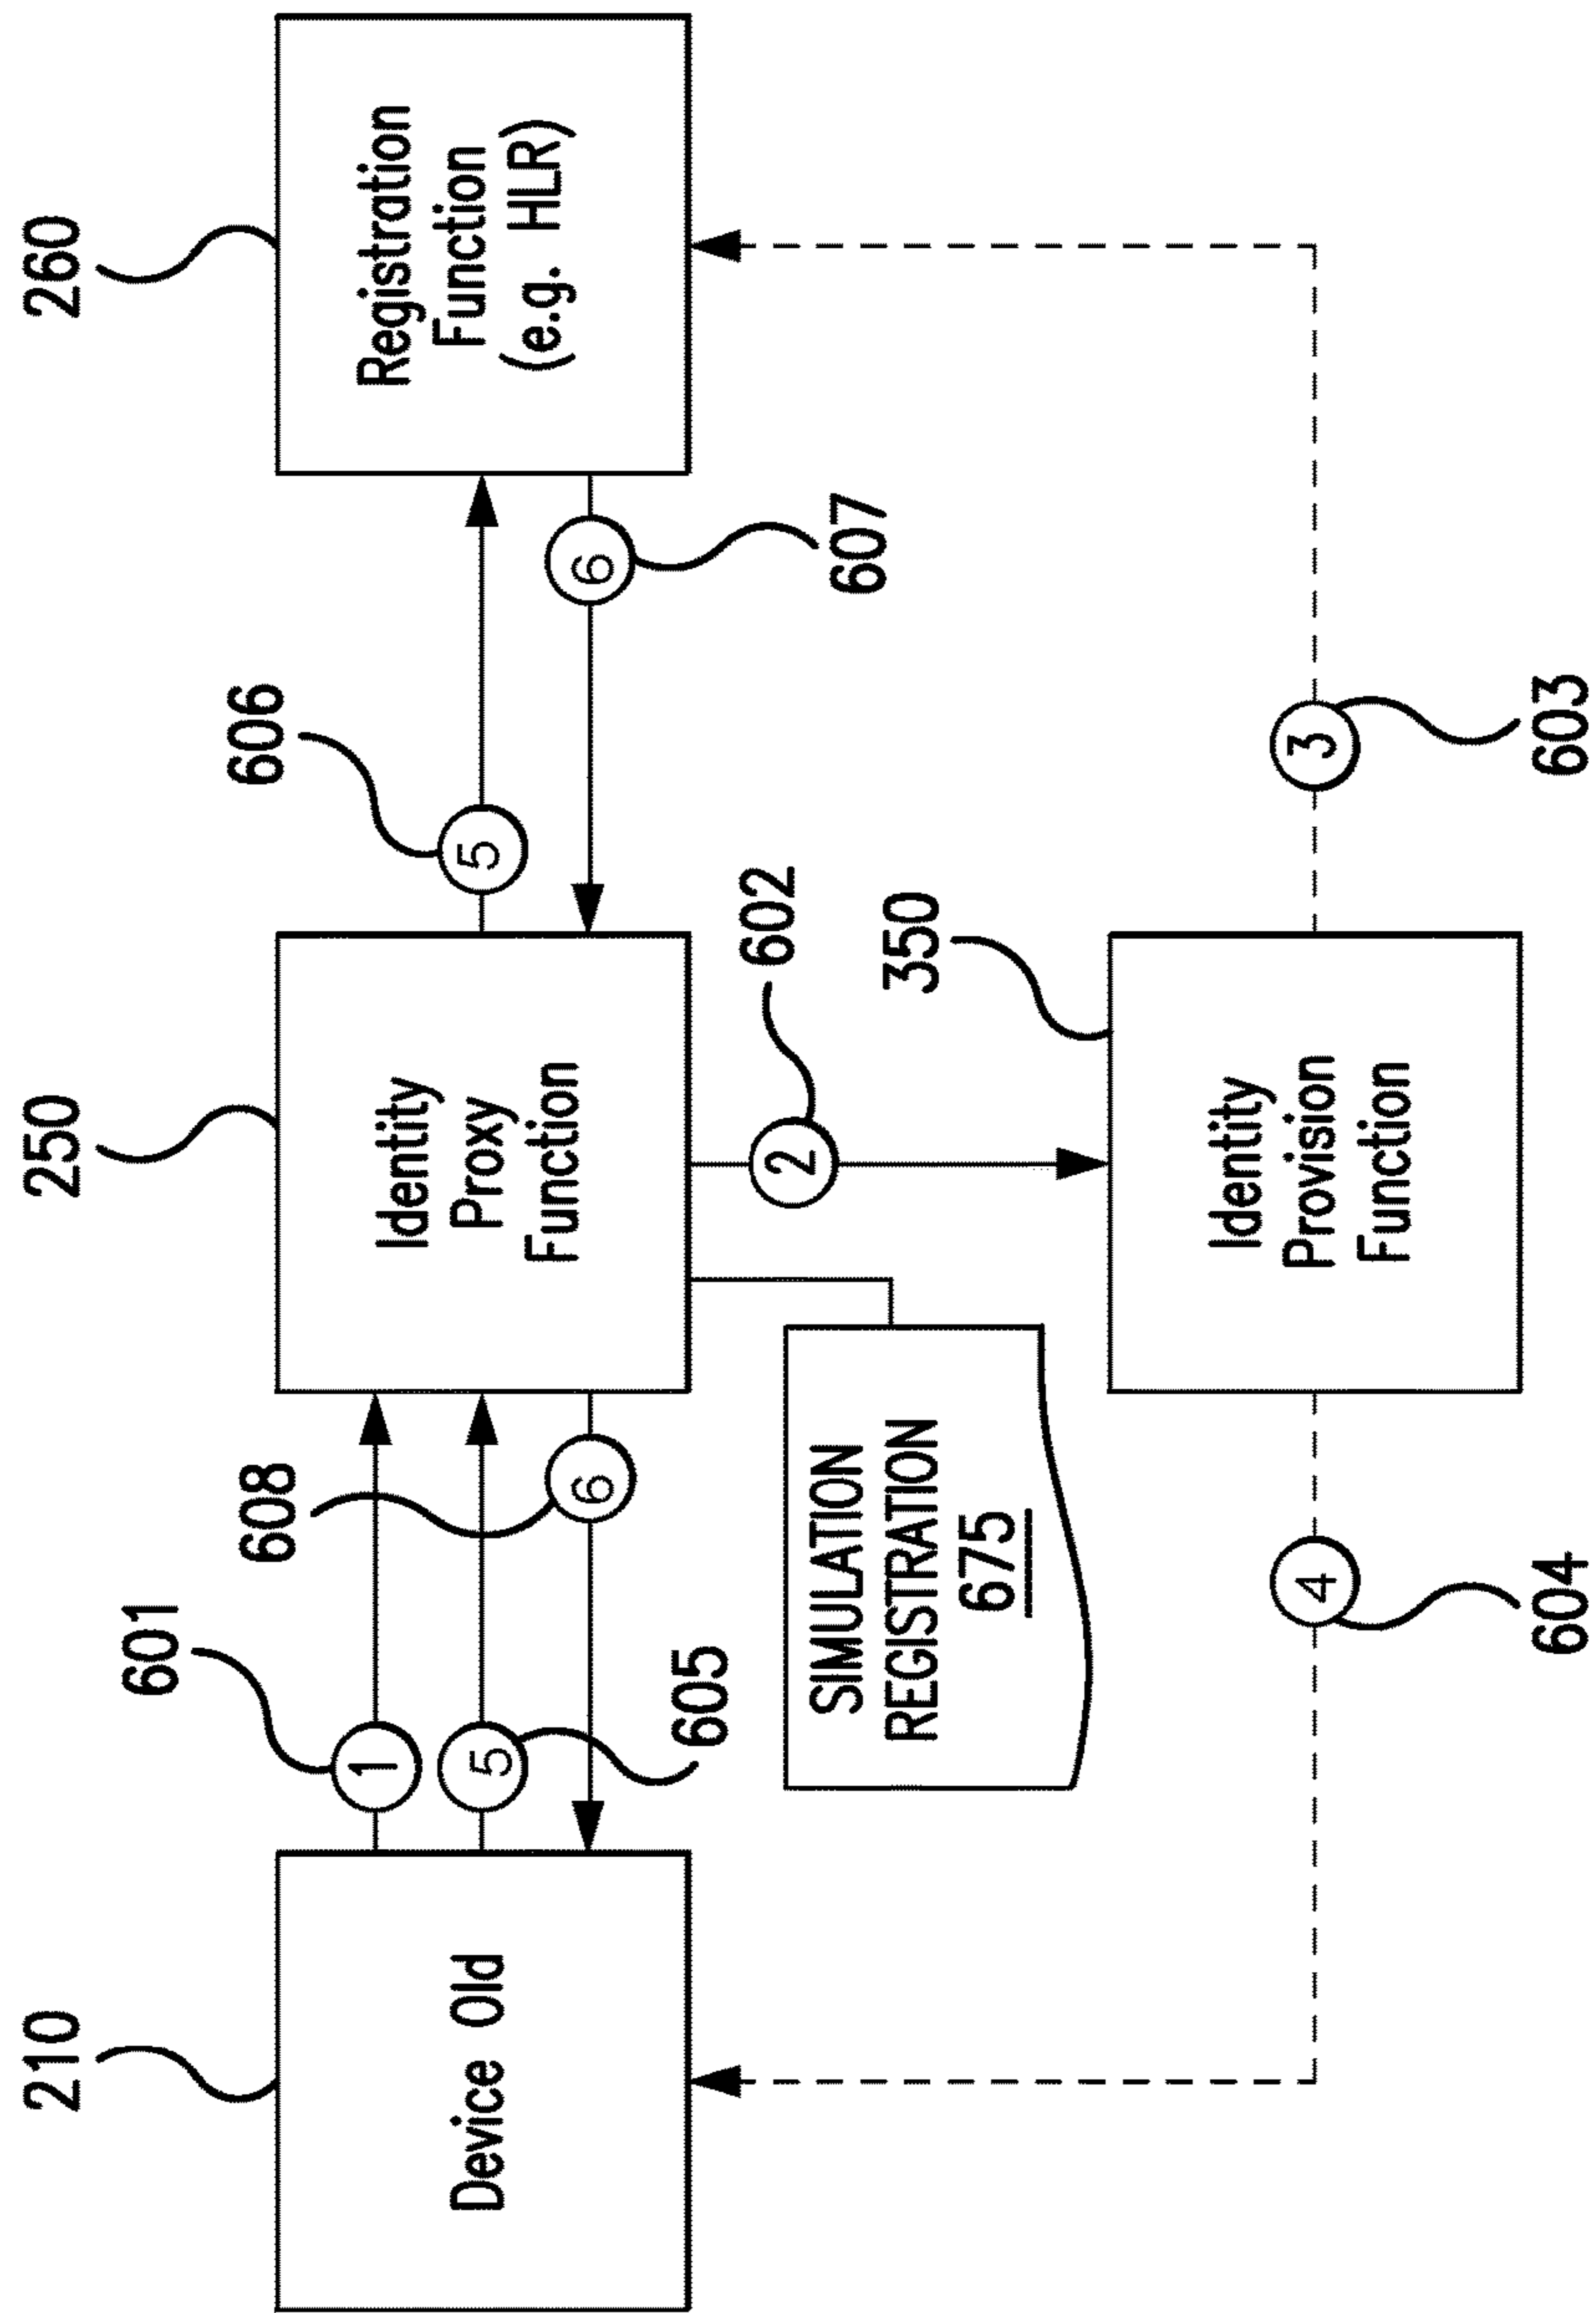 210
250
260
Device Old
Identity
Proxy
Function
Registration
Function
(e.g. HLR)
601
608
606
1
5
6
5
6
605
607
602
2
SIMULATION
REGISTRATION
675
350
Identity
Provision
Function
4
3
604
603